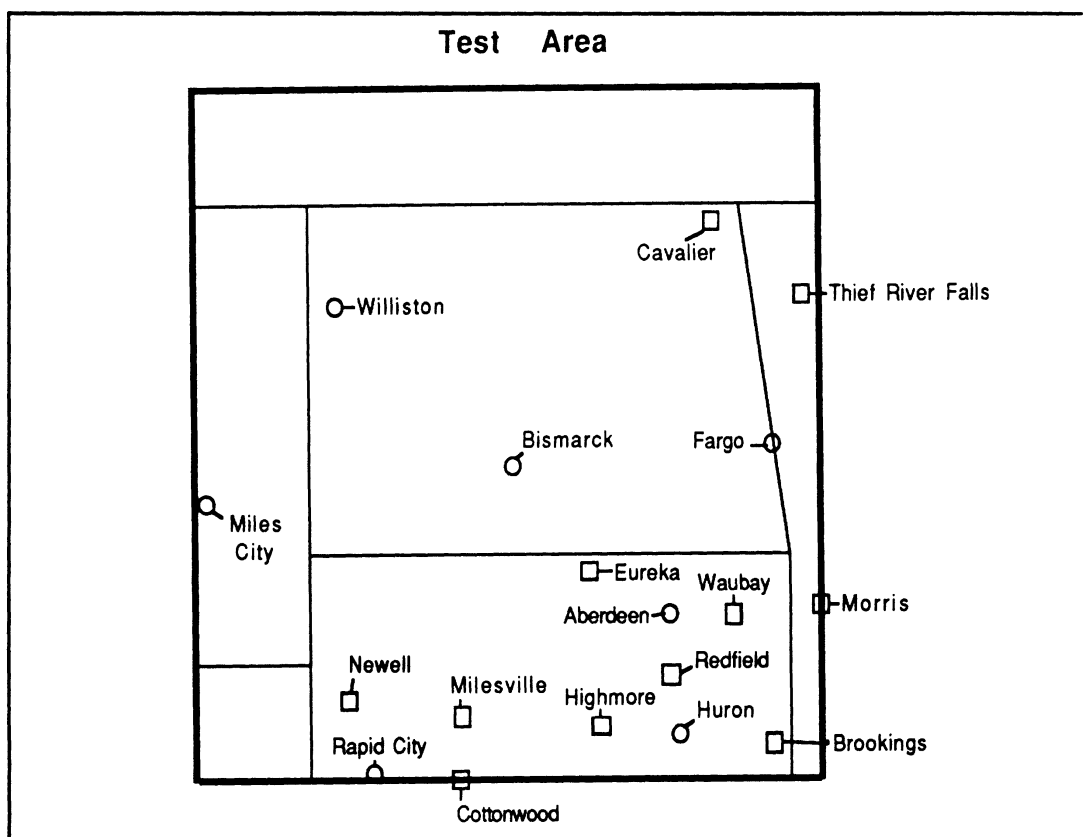 Test Area
Cavalier
Thief River Falls
Williston
Bismarck
Fargo
Miles
City
Eureka
Waubay
Aberdeen
Morris
Newell
Milesville
Highmore
Redfield
Huron
Rapid City
Brookings
Cottonwood